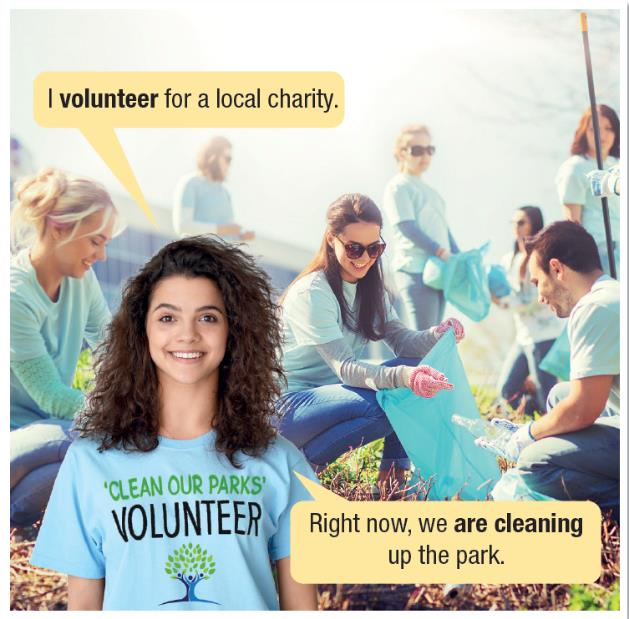 I volunteer for a local charity.
'CLEAN OUR PARKS'
VOLUNTEER
Right now, we are cleaning
up the park.